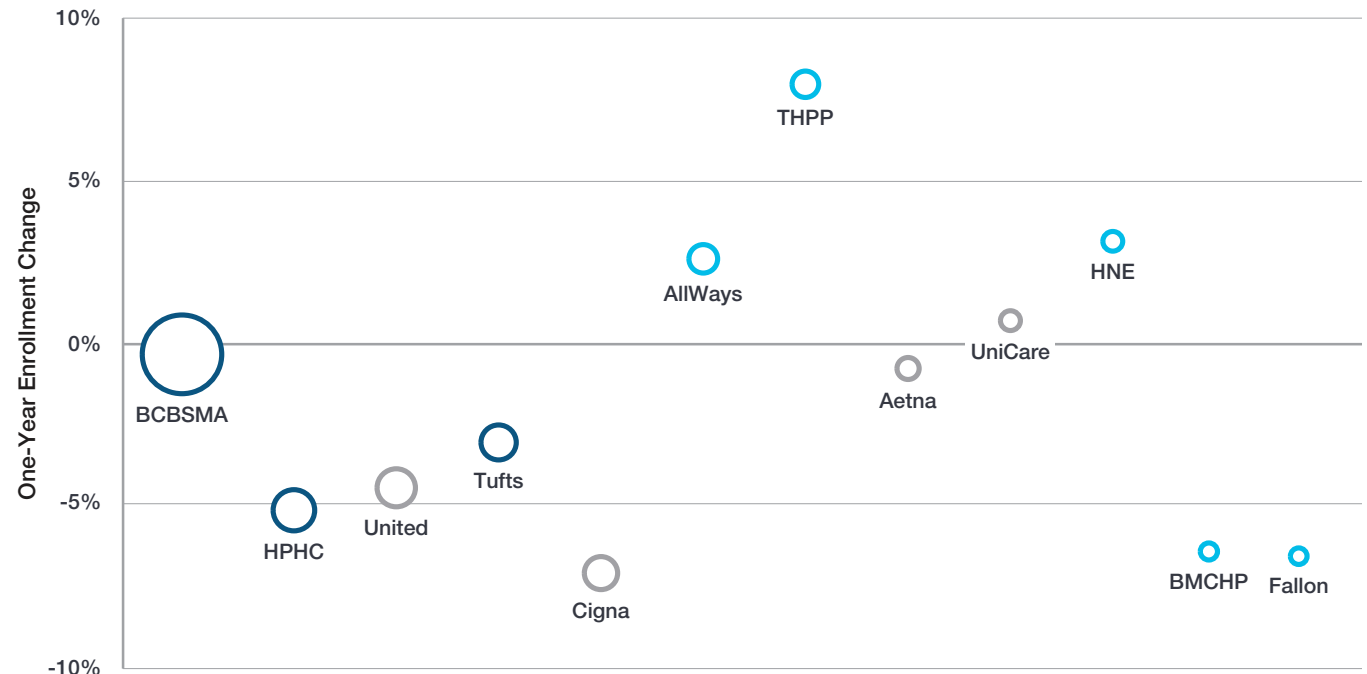 One-Year Enrollment Change
10%
5%
0%
-5%
-10%
BCBSMA
HPHC
United
Tufts
Cigna
AllWays
THPP
Aetna
UniCare
HNE
BMCHP
Fallon